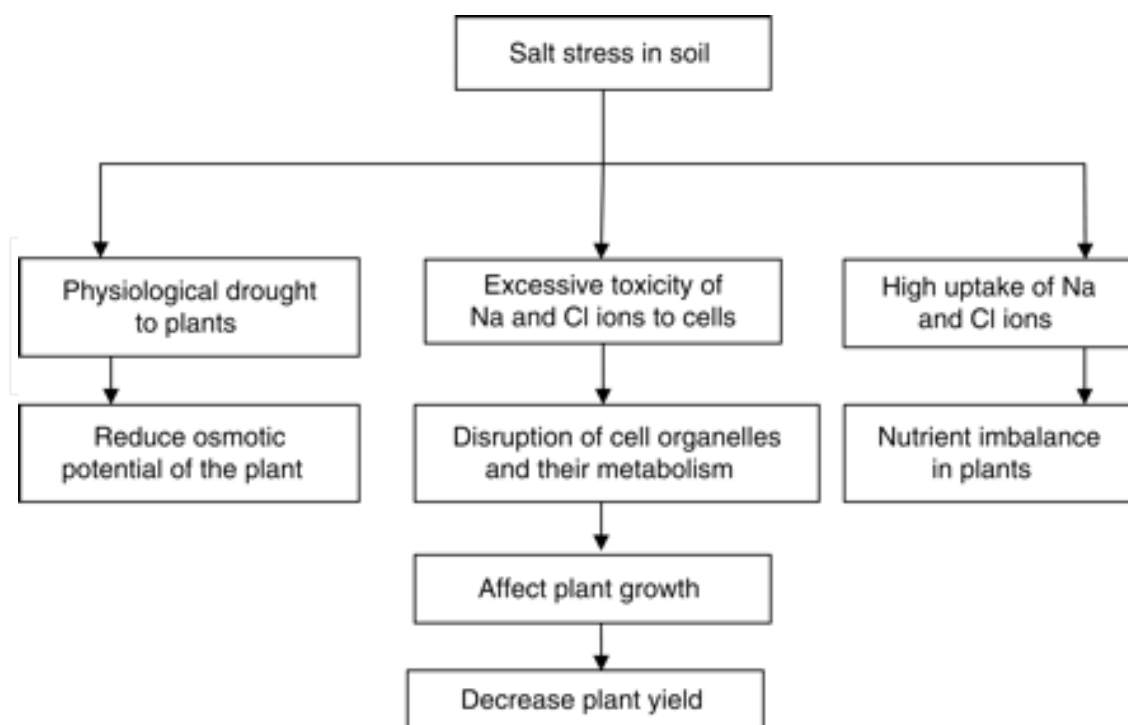 Salt stress in soil
Physiological drought
to plants
Excessive toxicity of
Na and Cl ions to cells
High uptake of Na
and Cl ions
Reduce osmotic
potential of the plant
Disruption of cell organelles
and their metabolism
Nutrient imbalance
in plants
Affect plant growth
Decrease plant yield